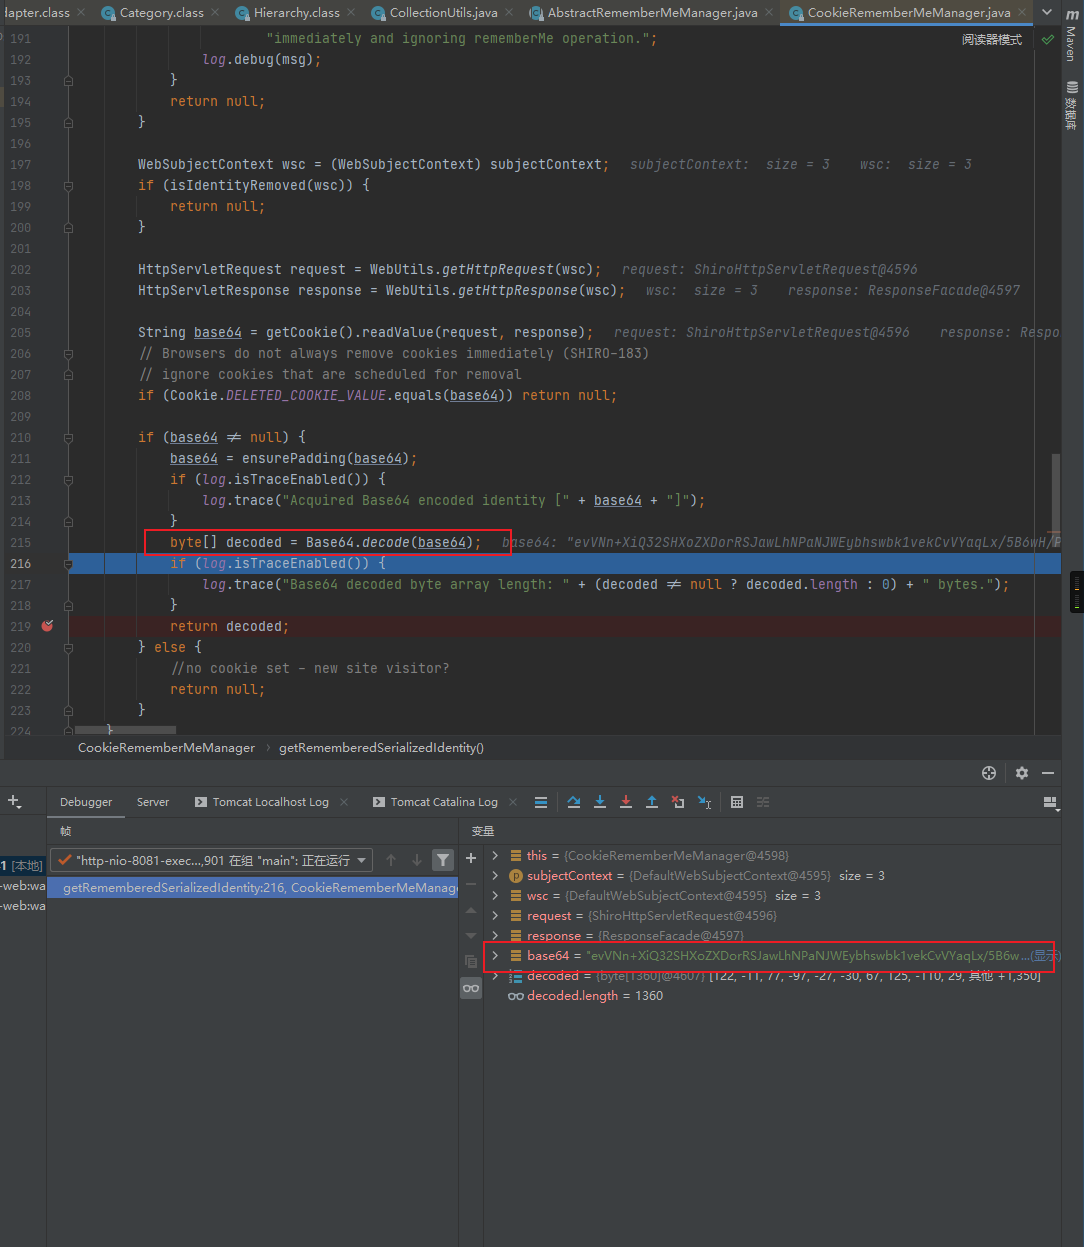 dapter.class Category.class Hierarchy.class CollectionUtils.java AbstractRememberMeManager.java CookieRememberMeManager.java
阅读器模式
Maven
数据库
191 "immediately and ignoring rememberMe operation.";
192 log.debug(msg);
193 }
194 return null;
195 }
196
197 WebSubjectContext wsc = (WebSubjectContext) subjectContext; subjectContext: size = 3 wsc: size = 3
198 if (isIdentityRemoved(wsc)) {
199 return null;
200 }
201
202 HttpServletRequest request = WebUtils.getHttpRequest(wsc); request: ShiroHttpServletRequest@4596
203 HttpServletResponse response = WebUtils.getHttpResponse(wsc); wsc: size = 3 response: ResponseFacade@4597
204
205 String base64 = getCookie().readValue(request, response); request: ShiroHttpServletRequest@4596 response: Respo
206 // Browsers do not always remove cookies immediately (SHIRO-183)
207 // ignore cookies that are scheduled for removal
208 if (Cookie.DELETED_COOKIE_VALUE.equals(base64)) return null;
209
210 if (base64 ≠ null) {
211 base64 = ensurePadding(base64);
212 if (log.isTraceEnabled()) {
213 log.trace("Acquired Base64 encoded identity [" + base64 + "]");
214 }
215 byte[] decoded = Base64.decode(base64); base64: "evVNn+XiQ32SHXoZXDorRSJawLhNPaNJWEybhswbk1vekCvVYaqLx/5B6wH/P
216 if (log.isTraceEnabled()) {
217 log.trace("Base64 decoded byte array length: " + (decoded ≠ null ? decoded.length : 0) + " bytes.");
218 }
219 return decoded;
220 } else {
221 //no cookie set - new site visitor?
222 return null;
223 }
224 }
CookieRememberMeManager › getRememberedSerializedIdentity()
Debugger Server Tomcat Localhost Log Tomcat Catalina Log
帧
变量
1 [本地]
-web:wa
-web:wa
"http-nio-8081-exec...,901 在组 "main": 正在运行
getRememberedSerializedIdentity:216, CookieRememberMeManage
this = {CookieRememberMeManager@4598}
subjectContext = {DefaultWebSubjectContext@4595} size = 3
wsc = {DefaultWebSubjectContext@4595} size = 3
request = {ShiroHttpServletRequest@4596}
response = {ResponseFacade@4597}
base64 = "evVNn+XiQ32SHXoZXDorRSJawLhNPaNJWEybhswbk1vekCvVYaqLx/5B6w ...(显示)
decoded = {byte[1360]@4607} [122, -11, 77, -97, -27, -30, 67, 125, -110, 29, 其他 +1,350]
decoded.length = 1360